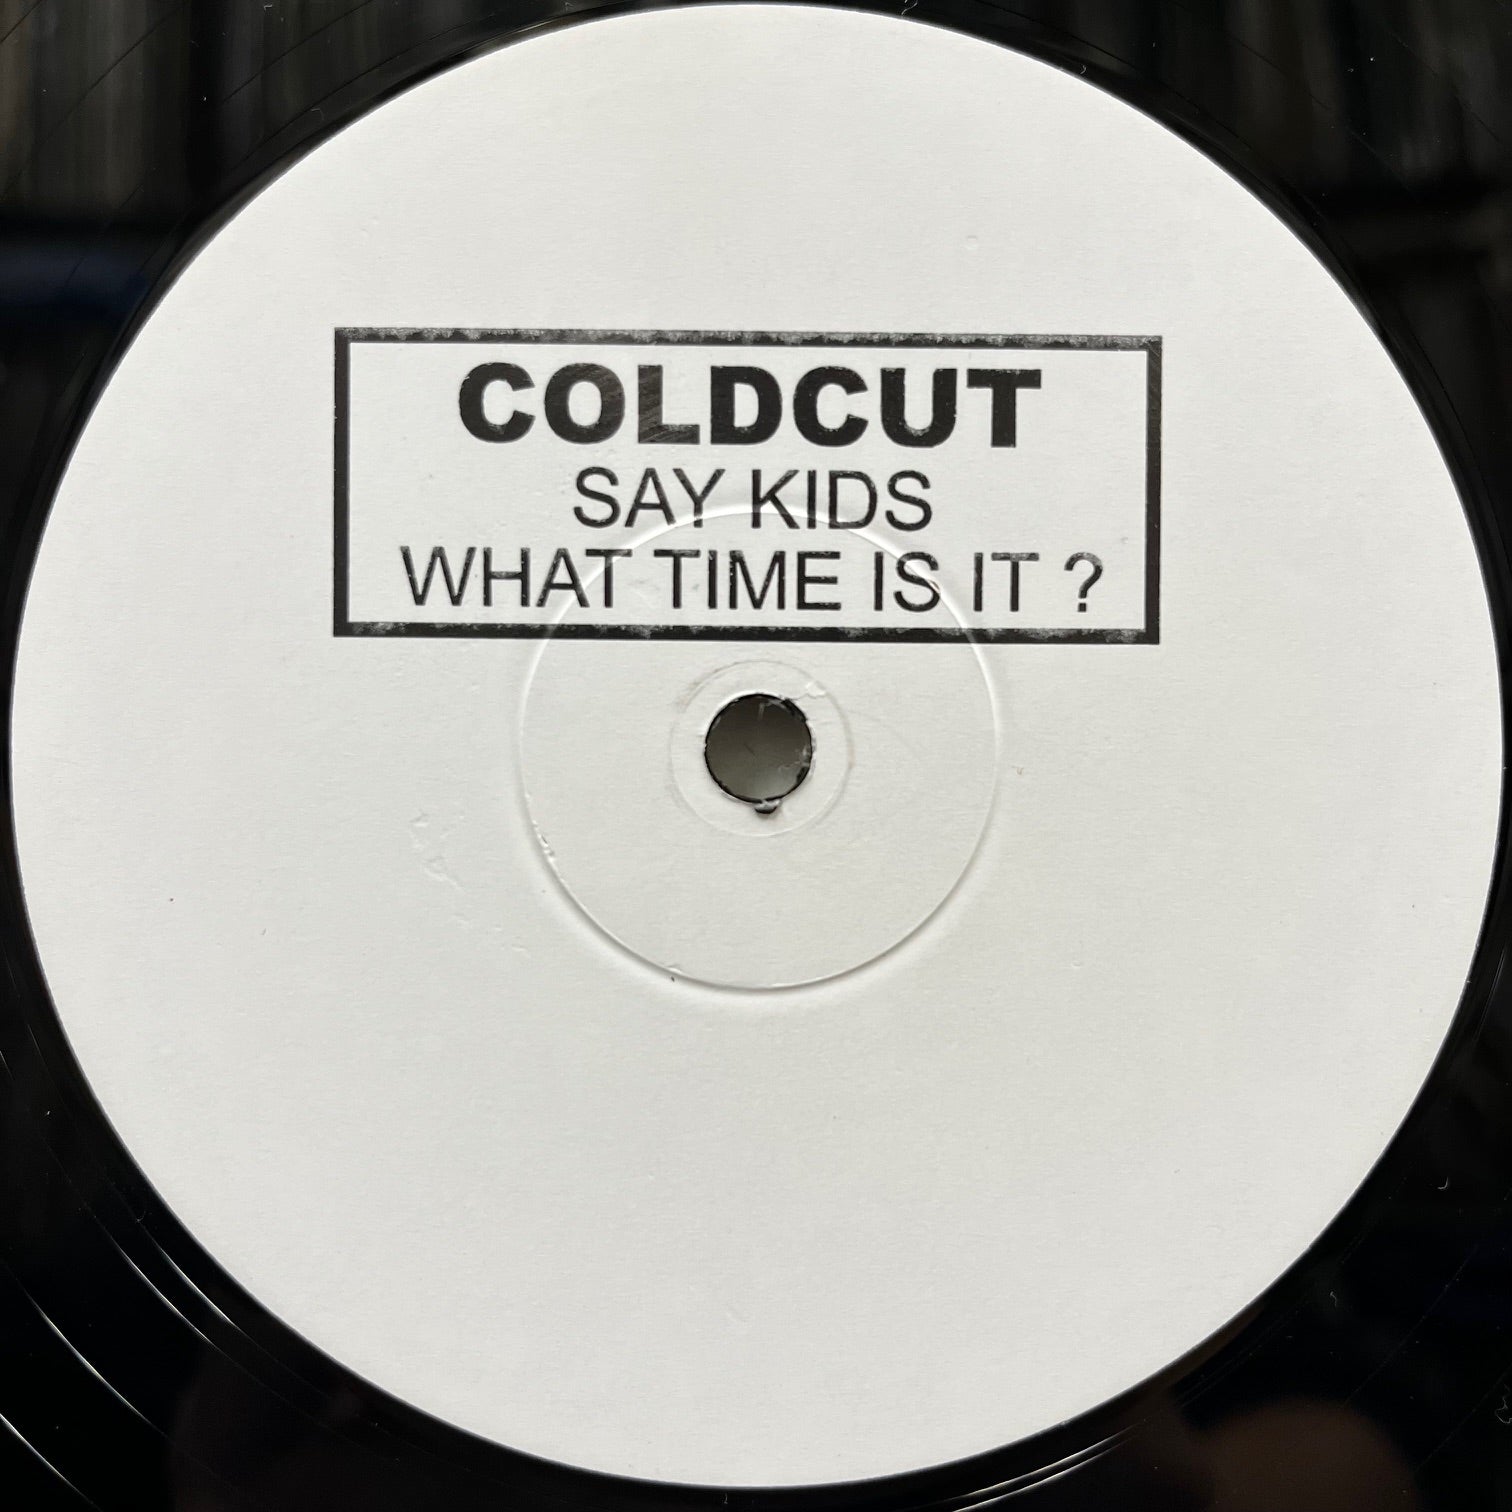 COLDCUT
SAY KIDS
WHAT TIME IS IT ?